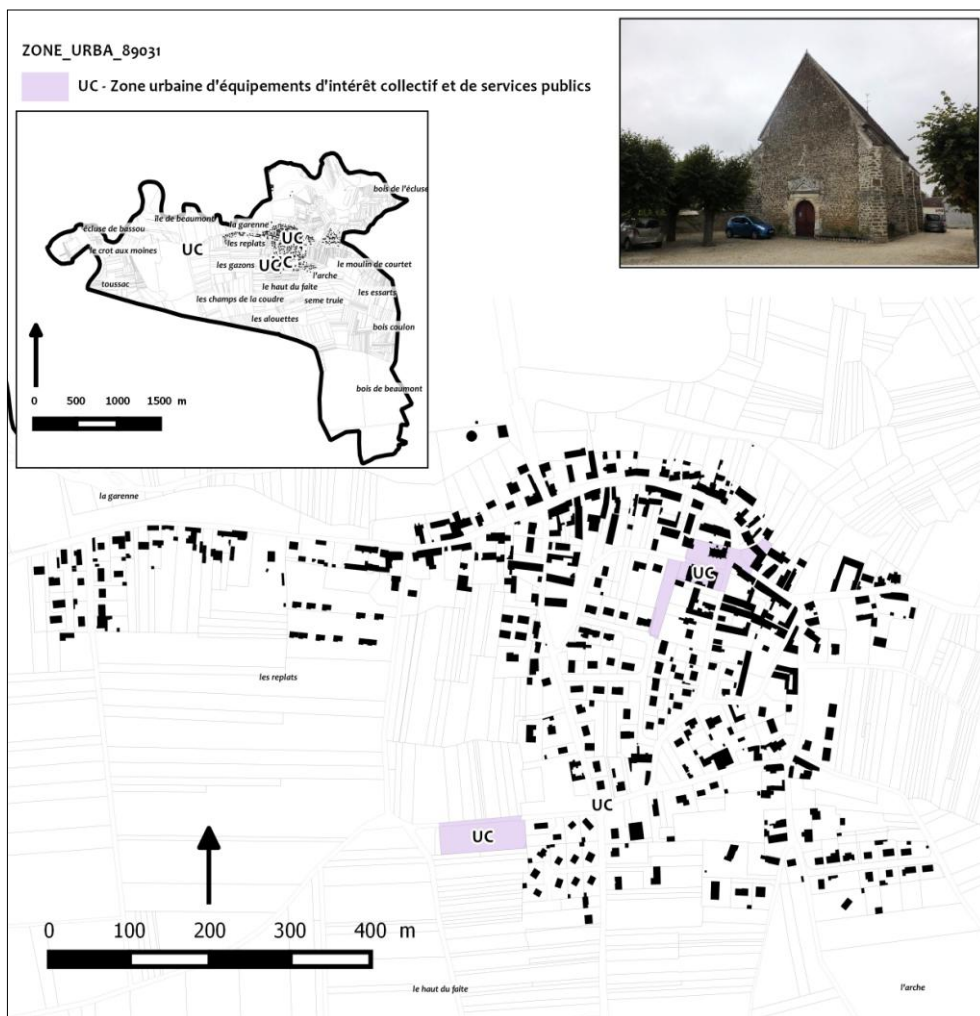 ZONE_URBA_89031
UC - Zone urbaine d'équipements d'intérêt collectif et de services publics
bois de l'écluse
île de beaumont
la garenne
écluse de bassou
UC
UC
les replats
le crot aux moines
les gazons
UC
C
le moulin de courtet
toussac
l'arche
le haut du faîte
les essarts
les champs de la coudre
seme truie
les alouettes
bois coulon
bois de beaumont
0 500 1000 1500 m
la garenne
UC
les replats
UC
UC
0 100 200 300 400 m
le haut du faîte
l'arche